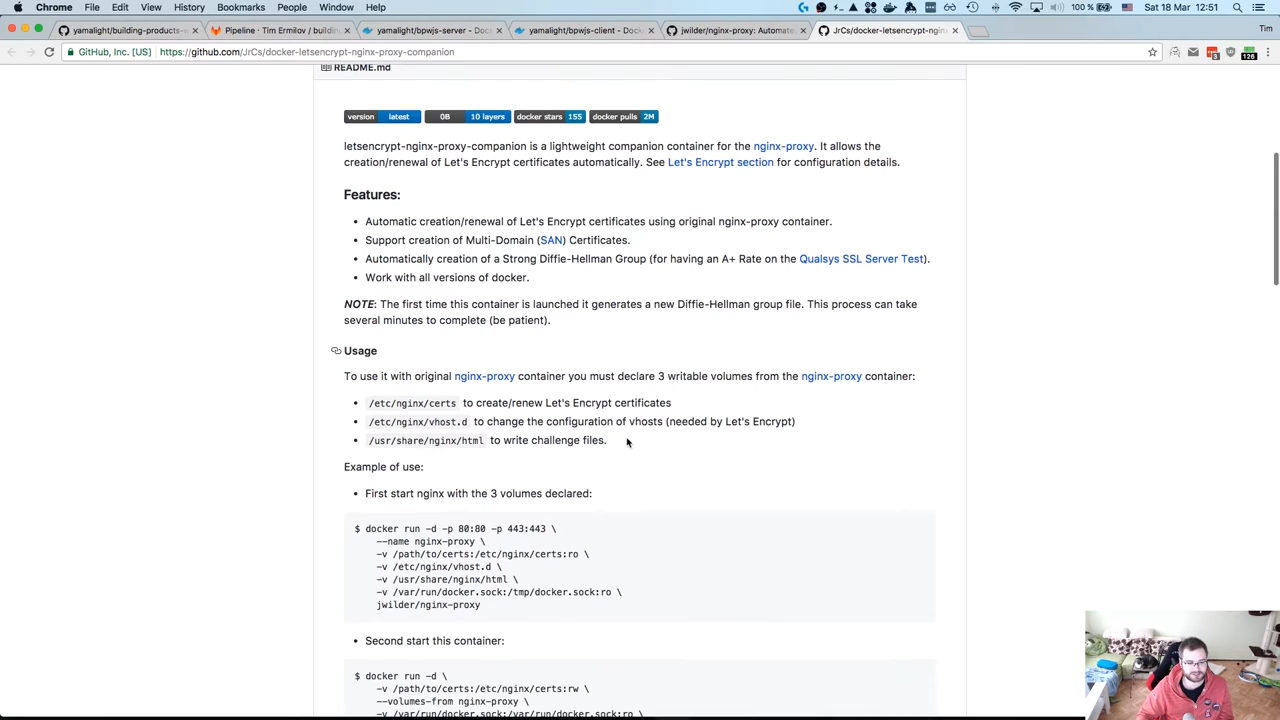 Chrome File Edit View History Bookmarks People Window Help 100 % Sat 18 Mar 12:51
yamalight/building-products-w Pipeline · Tim Ermilov / buildin yamalight/bpwjs-server - Dock yamalight/bpwjs-client - Docke jwilder/nginx-proxy: Automate JrCs/docker-letsencrypt-ngin Tim
GitHub, Inc. [US] https://github.com/JrCs/docker-letsencrypt-nginx-proxy-companion 3 128
README.md
version latest 0B 10 layers docker stars 155 docker pulls 2M
letsencrypt-nginx-proxy-companion is a lightweight companion container for the nginx-proxy. It allows the
creation/renewal of Let's Encrypt certificates automatically. See Let's Encrypt section for configuration details.
Features:
• Automatic creation/renewal of Let's Encrypt certificates using original nginx-proxy container.
• Support creation of Multi-Domain (SAN) Certificates.
• Automatically creation of a Strong Diffie-Hellman Group (for having an A+ Rate on the Qualsys SSL Server Test).
• Work with all versions of docker.
NOTE: The first time this container is launched it generates a new Diffie-Hellman group file. This process can take
several minutes to complete (be patient).
Usage
To use it with original nginx-proxy container you must declare 3 writable volumes from the nginx-proxy container:
• /etc/nginx/certs to create/renew Let's Encrypt certificates
• /etc/nginx/vhost.d to change the configuration of vhosts (needed by Let's Encrypt)
• /usr/share/nginx/html to write challenge files.
Example of use:
• First start nginx with the 3 volumes declared:
$ docker run -d -p 80:80 -p 443:443 \
--name nginx-proxy \
-v /path/to/certs:/etc/nginx/certs:ro \
-v /etc/nginx/vhost.d \
-v /usr/share/nginx/html \
-v /var/run/docker.sock:/tmp/docker.sock:ro \
jwilder/nginx-proxy
• Second start this container:
$ docker run -d \
-v /path/to/certs:/etc/nginx/certs:rw \
--volumes-from nginx-proxy \
-v /var/run/docker.sock:/var/run/docker.sock:ro \